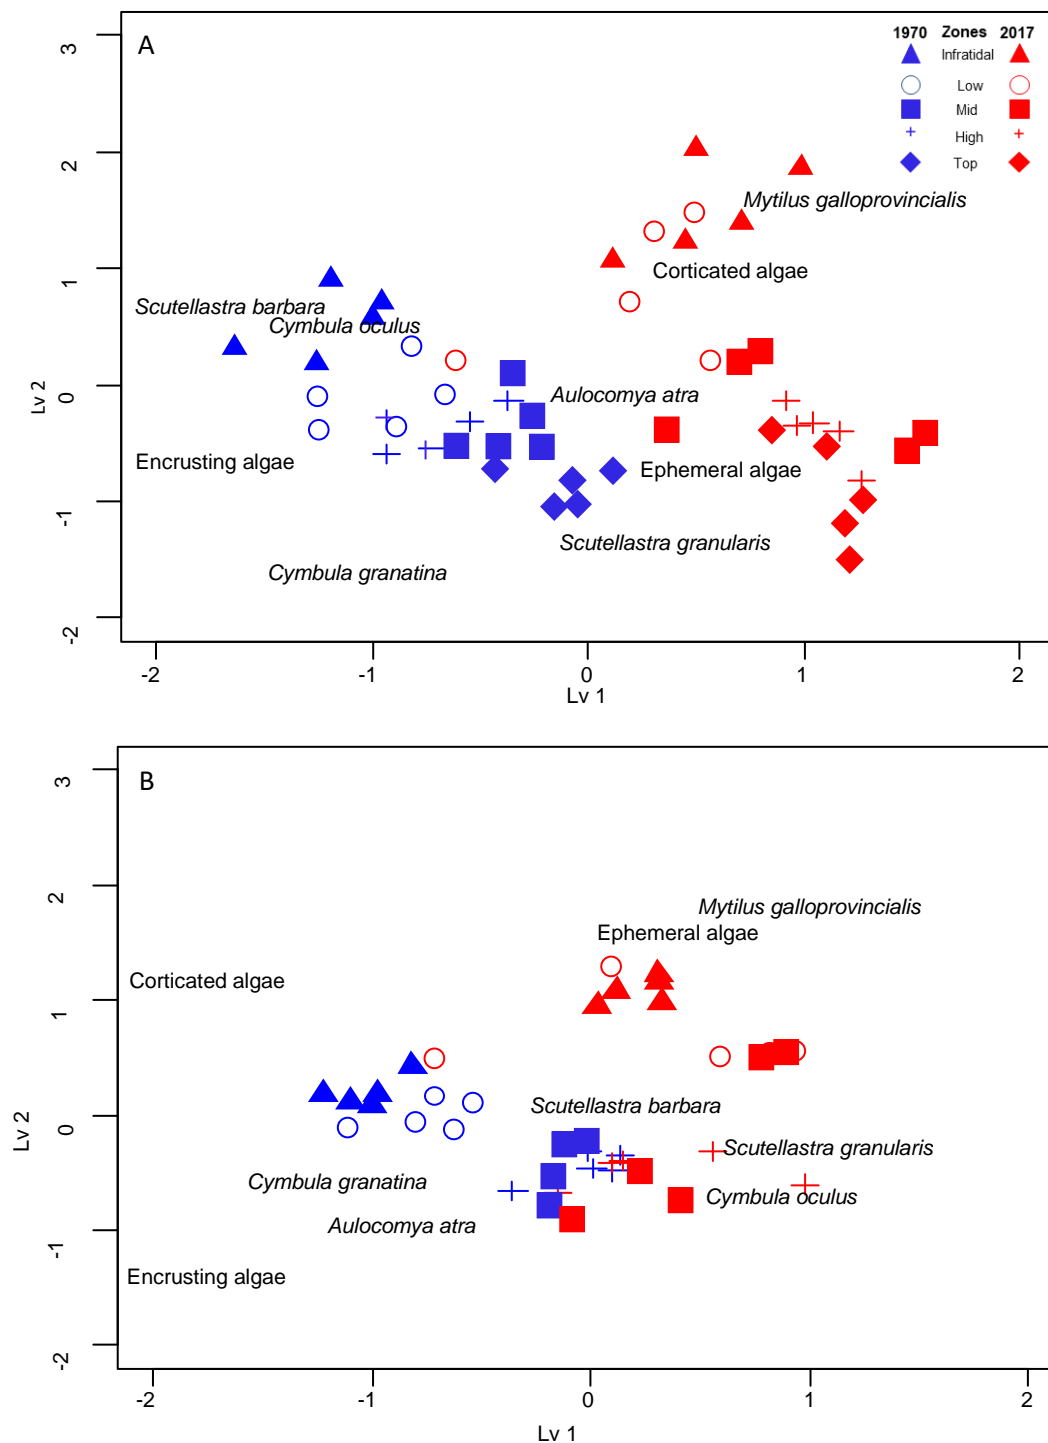 A
1970 Zones 2017
Infratidal
Low
Mid
High
Top
3
2
1
0
-1
-2
Lv 2
Mytilus galloprovincialis
Corticated algae
Scutellastra barbara
Cymbula oculus
Aulocomya atra
Encrusting algae
Ephemeral algae
Scutellastra granularis
Cymbula granatina
-2 -1 0 1 2
Lv 1
B
3
2
1
0
-1
-2
Lv 2
Mytilus galloprovincialis
Ephemeral algae
Corticated algae
Scutellastra barbara
Scutellastra granularis
Cymbula granatina
Cymbula oculus
Aulocomya atra
Encrusting algae
-2 -1 0 1 2
Lv 1